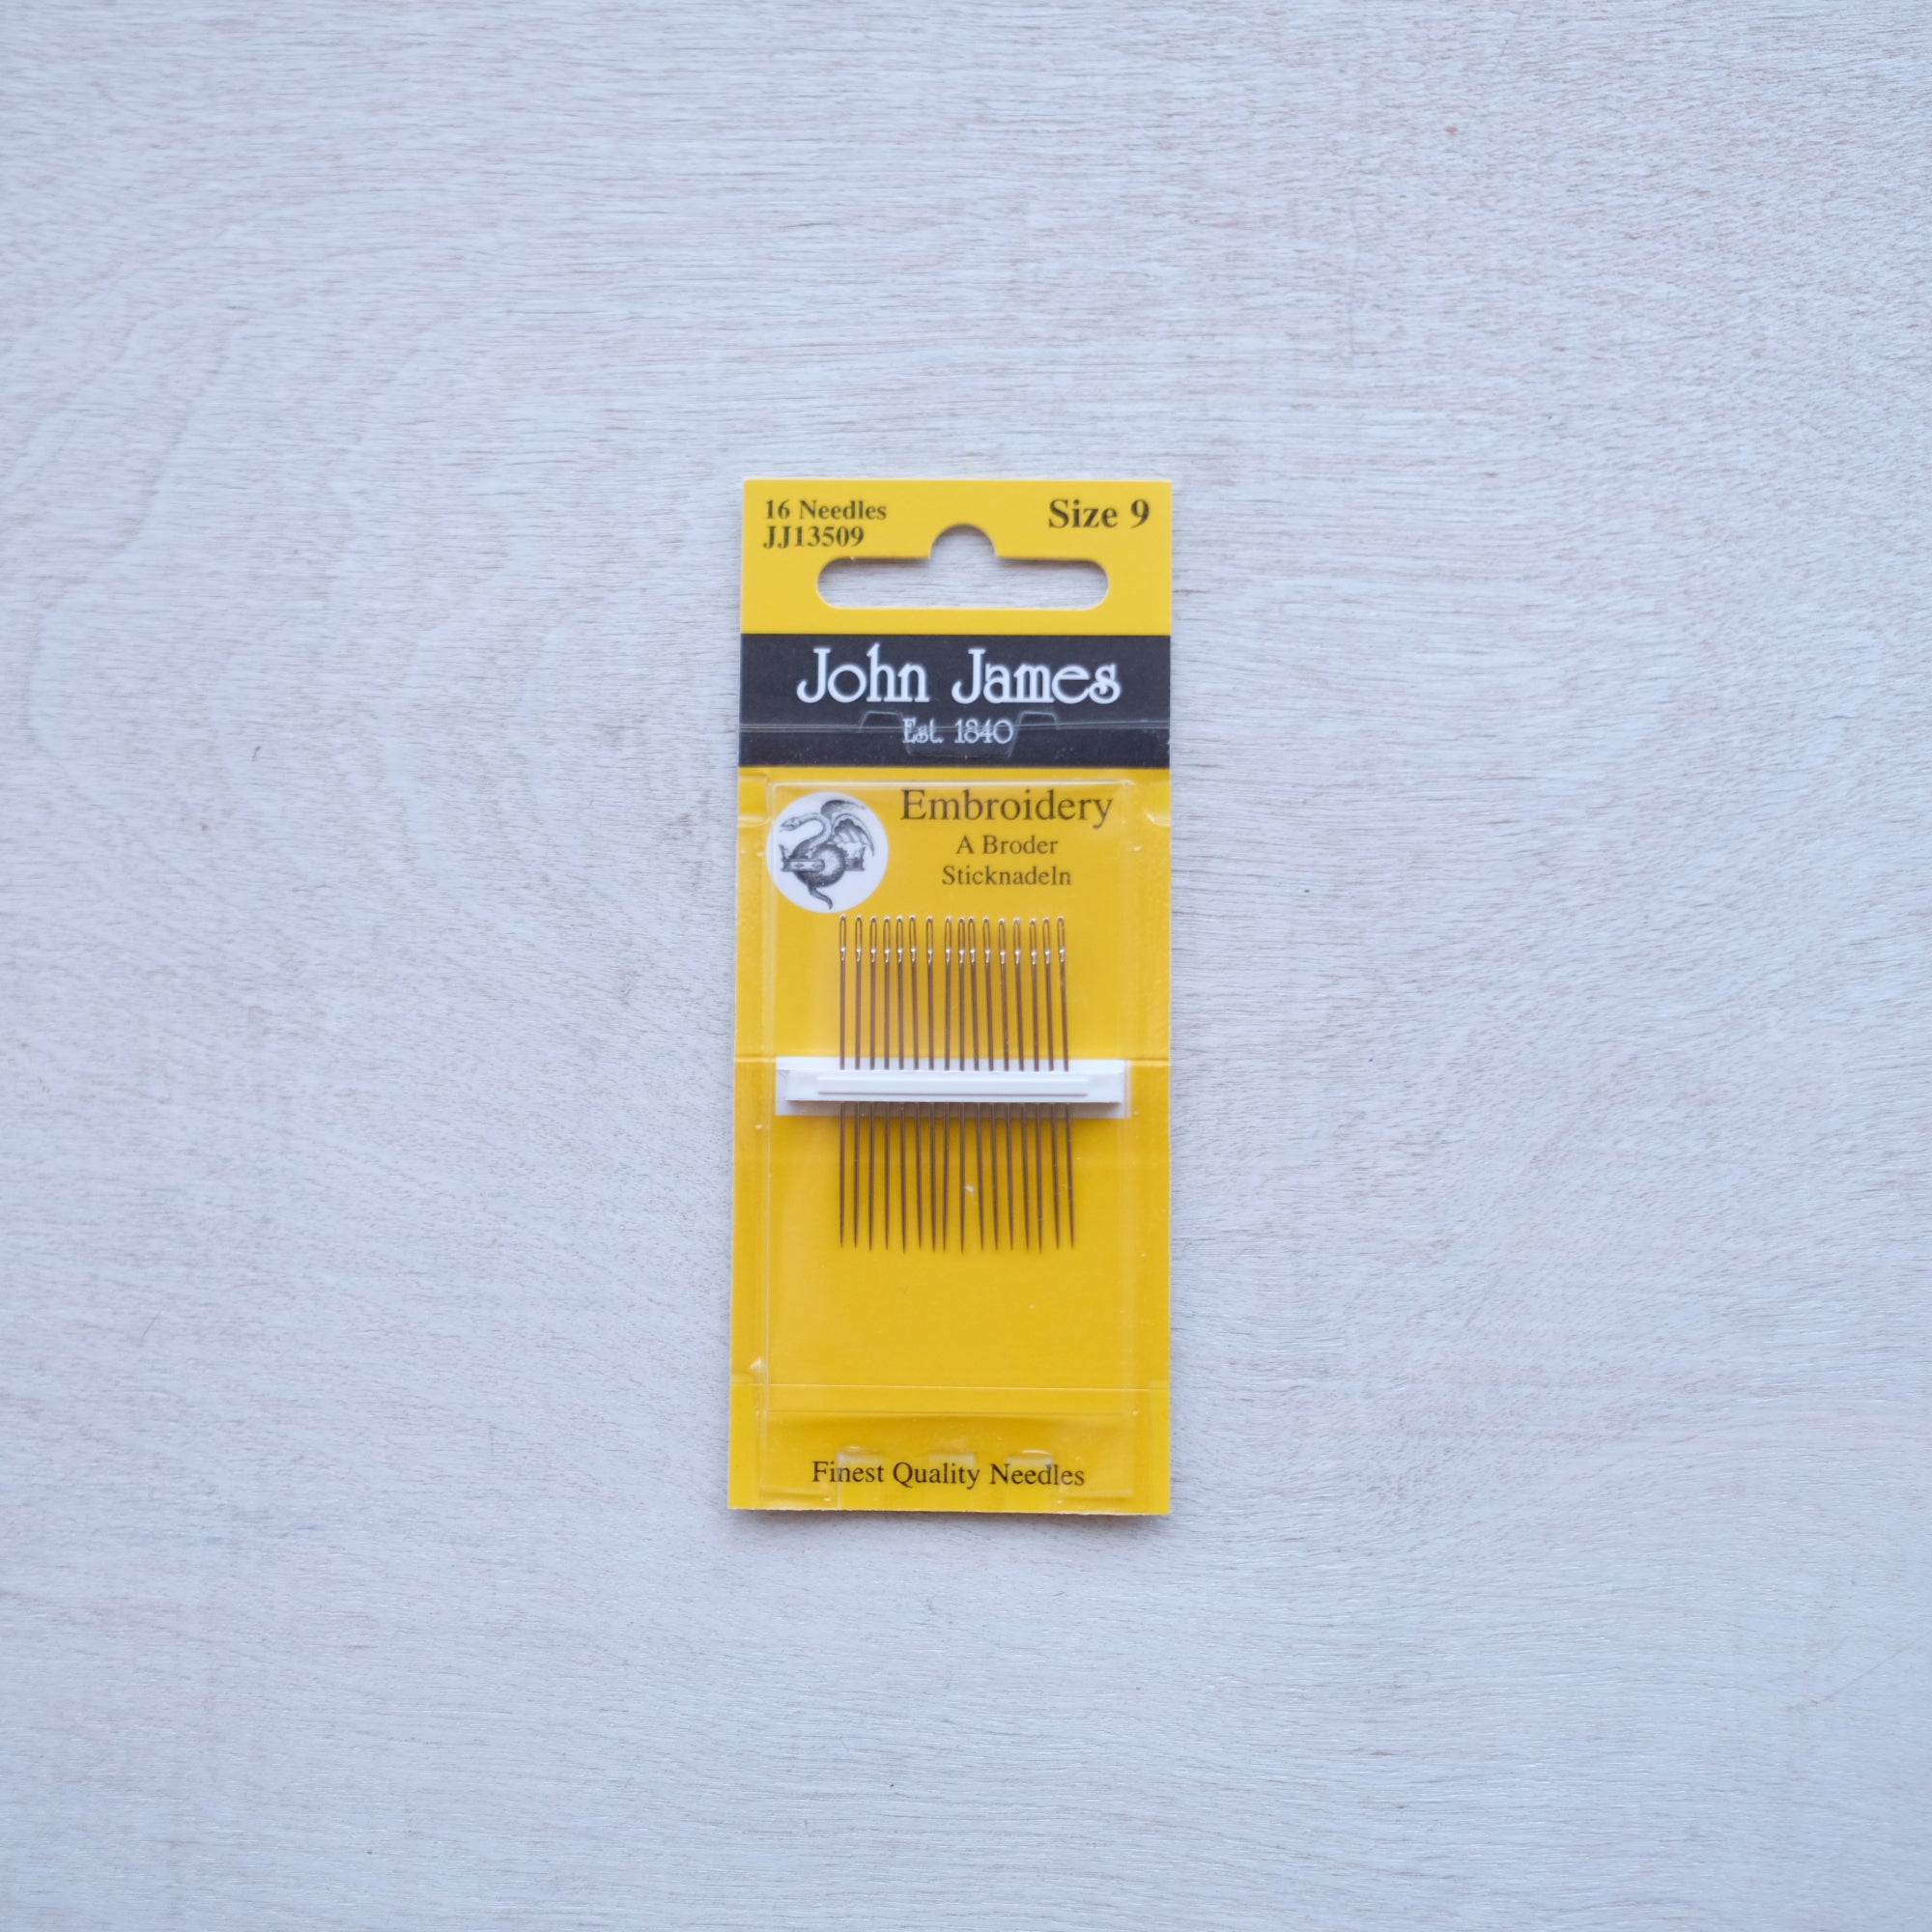 16 Needles
JJ13509
Size 9
John James
Est. 1840
Embroidery
A Broder
Sticknadeln
Finest Quality Needles